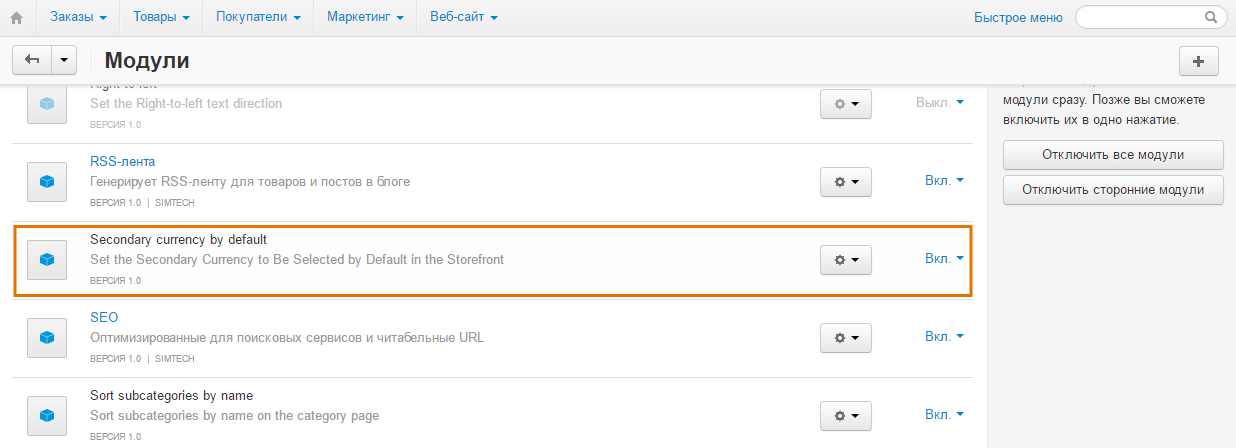 Заказы Товары Покупатели Маркетинг Веб-сайт Быстрое меню
Модули
Right-to-left
Set the Right-to-left text direction
ВЕРСИЯ 1.0
Выкл.
модули сразу. Позже вы сможете
включить их в одно нажатие.
Отключить все модули
Отключить сторонние модули
RSS-лента
Генерирует RSS-ленту для товаров и постов в блоге
ВЕРСИЯ 1.0 | SIMTECH
Вкл.
Secondary currency by default
Set the Secondary Currency to Be Selected by Default in the Storefront
ВЕРСИЯ 1.0
Вкл.
SEO
Оптимизированные для поисковых сервисов и читабельные URL
ВЕРСИЯ 1.0 | SIMTECH
Вкл.
Sort subcategories by name
Sort subcategories by name on the category page
ВЕРСИЯ 1.0
Вкл.